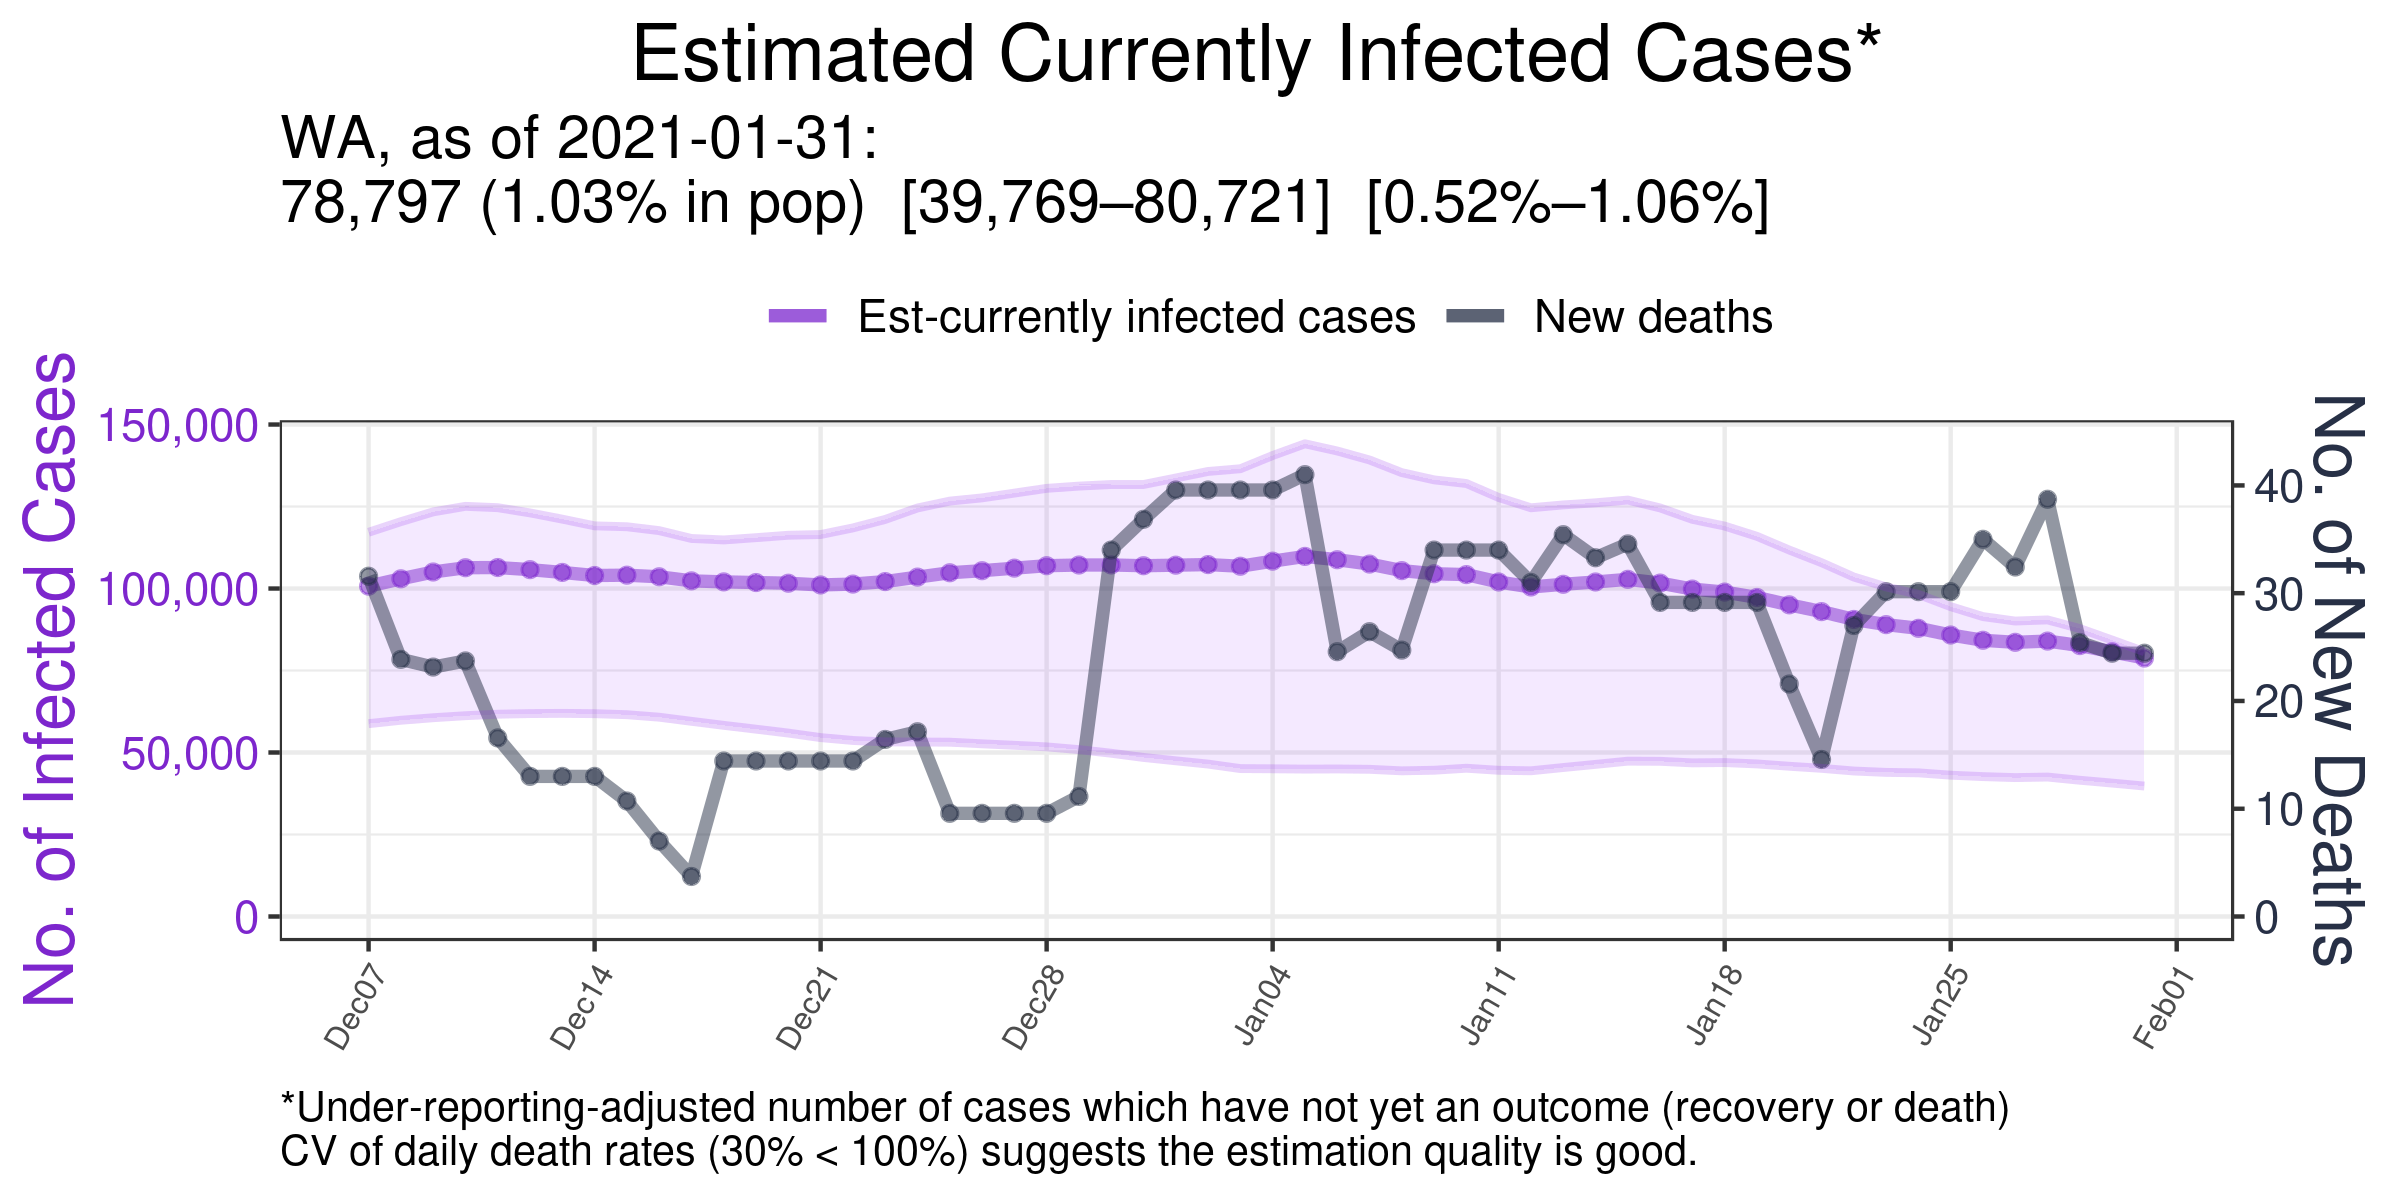 Estimated Currently Infected Cases*
WA, as of 2021-01-31:
78,797 (1.03% in pop)  [39,769–80,721]  [0.52%–1.06%]
Est-currently infected cases
New deaths
No. of Infected Cases
150,000
100,000
50,000
0
No. of New Deaths
40
30
20
10
0
Dec07
Dec14
Dec21
Dec28
Jan04
Jan11
Jan18
Jan25
Feb01
*Under-reporting-adjusted number of cases which have not yet an outcome (recovery or death)
CV of daily death rates (30% < 100%) suggests the estimation quality is good.